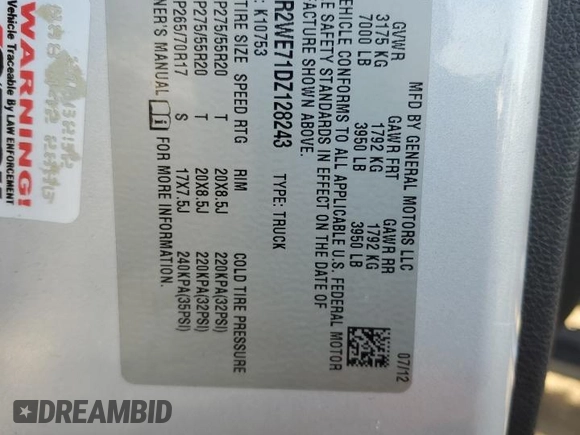 MFD BY GENERAL MOTORS LLC 07/12
GVWR GAWR FRT GAWR RR
3175 KG 1792 KG 1792 KG
7000 LB 3950 LB 3950 LB
VEHICLE CONFORMS TO ALL APPLICABLE U.S. FEDERAL MOTOR
E SAFETY STANDARDS IN EFFECT ON THE DATE OF
FACTURE SHOWN ABOVE.
R2WE71DZ128243 TYPE: TRUCK
: K10753
TIRE SIZE SPEED RTG RIM COLD TIRE PRESSURE
P275/55R20 T 20X8.5J 220KPA(32PSI)
P275/55R20 T 20X8.5J 220KPA(32PSI)
P265/70R17 S 17X7.5J 240KPA(35PSI)
NER'S MANUAL FOR MORE INFORMATION.
WARNING!
Vehicle Traceable By LAW ENFORCEMENT
DREAMBID